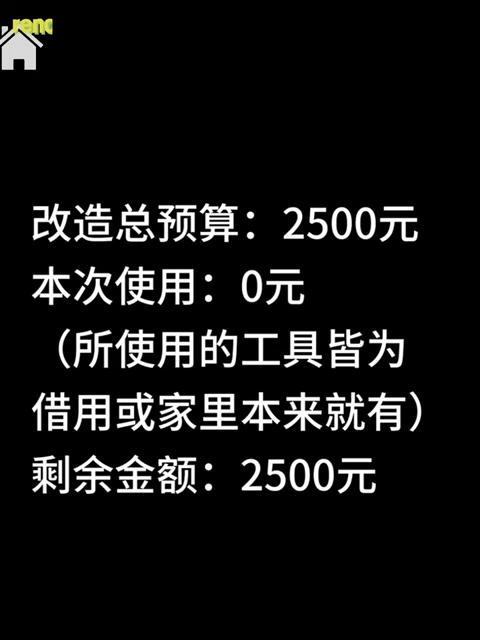 reno
改造总预算：2500元
本次使用：0元
（所使用的工具皆为
借用或家里本来就有）
剩余金额：2500元